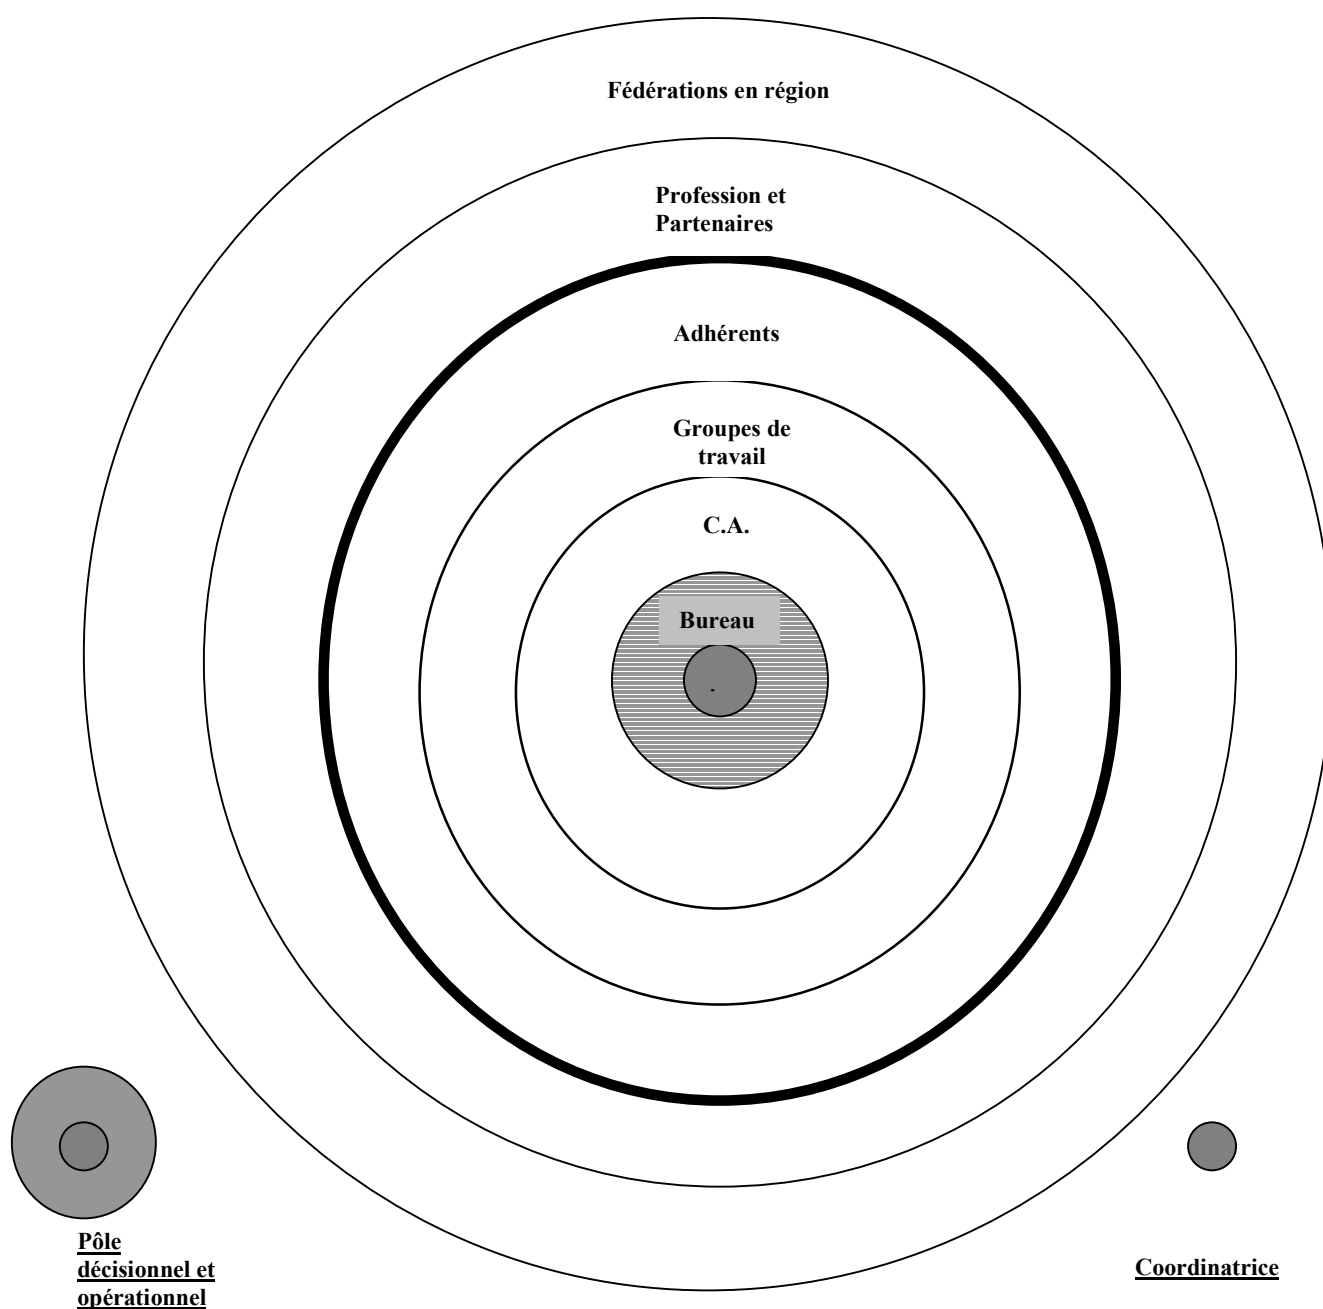 Fédérations en région
Profession et
Partenaires
Adhérents
Groupes de
travail
C.A.
Bureau
.
Pôle
décisionnel et
opérationnel
Coordinatrice